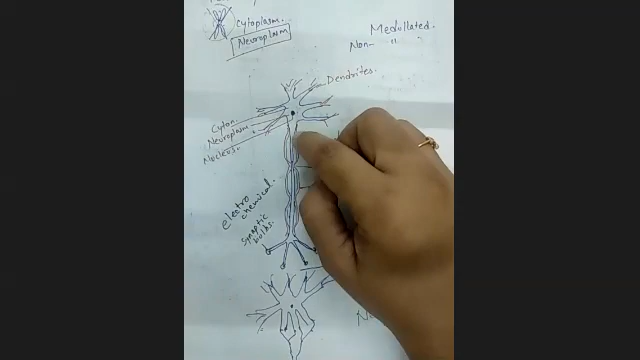 Cytoplasm.
Neuroplasm
Medullated.
Non- "
Dendrites.
Cyton.
Neuroplasm
Nucleus.
electro
chemical.
synaptic
bulbs.